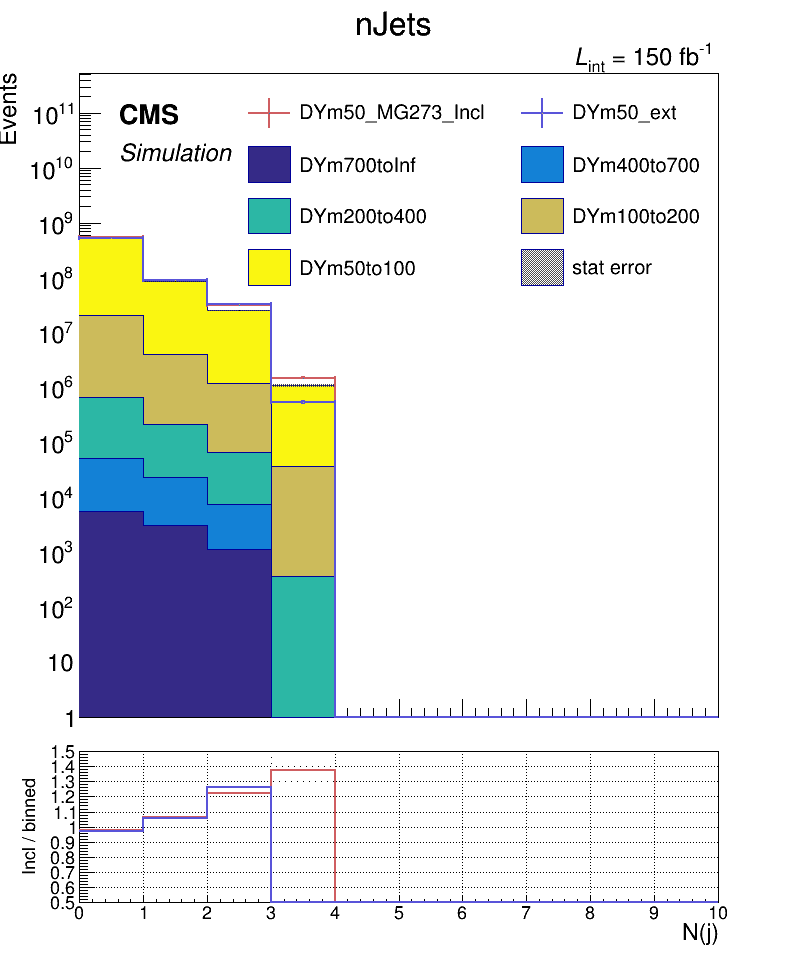 nJets
L_int = 150 fb^-1
Events
CMS
Simulation
DYm50_MG273_Incl
DYm50_ext
DYm700toInf
DYm400to700
DYm200to400
DYm100to200
DYm50to100
stat error
10^11
10^10
10^9
10^8
10^7
10^6
10^5
10^4
10^3
10^2
10
1
Incl / binned
1.5
1.4
1.3
1.2
1.1
1
0.9
0.8
0.7
0.6
0.5
0 1 2 3 4 5 6 7 8 9 10
N(j)